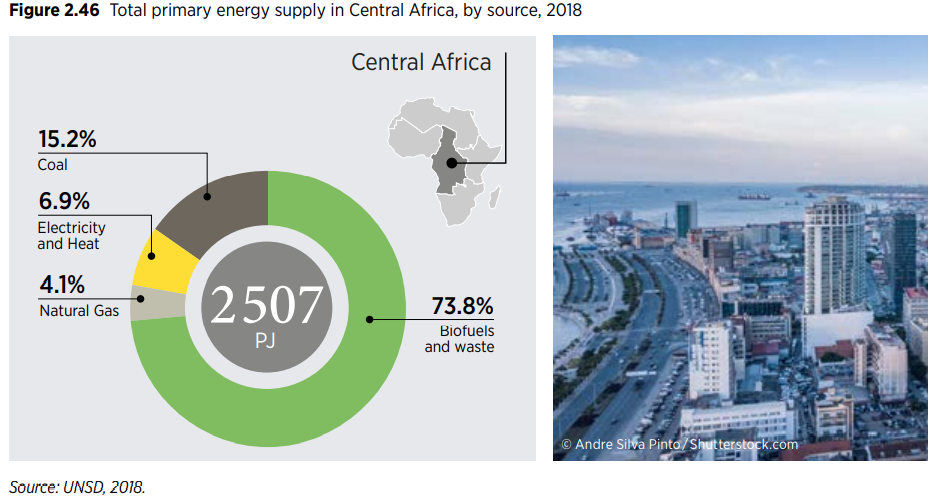 Figure 2.46 Total primary energy supply in Central Africa, by source, 2018
Central Africa
15.2%
Coal
6.9%
Electricity
and Heat
4.1%
Natural Gas
2 507
PJ
73.8%
Biofuels
and waste
© Andre Silva Pinto / Shutterstock.com
Source: UNSD, 2018.